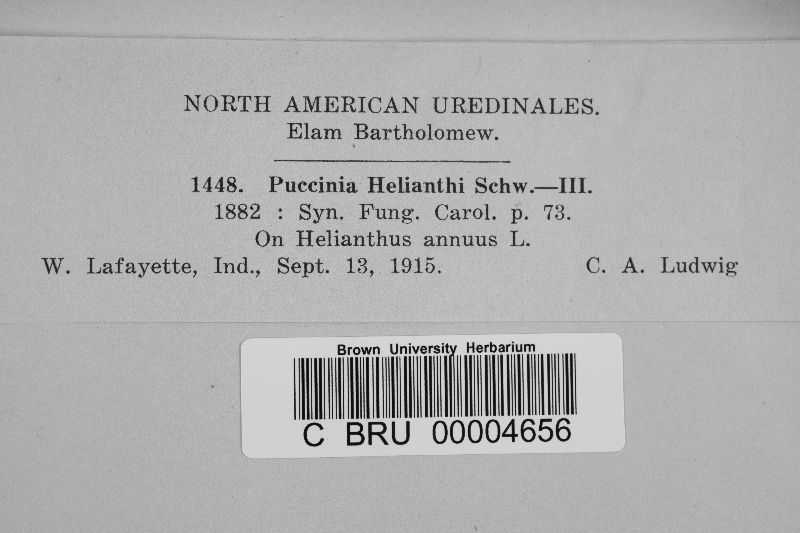 NORTH AMERICAN UREDINALES.
Elam Bartholomew.
1448. Puccinia Helianthi Schw.—III.
1882 : Syn. Fung. Carol. p. 73.
On Helianthus annuus L.
W. Lafayette, Ind., Sept. 13, 1915. C. A. Ludwig
Brown University Herbarium
C BRU 00004656